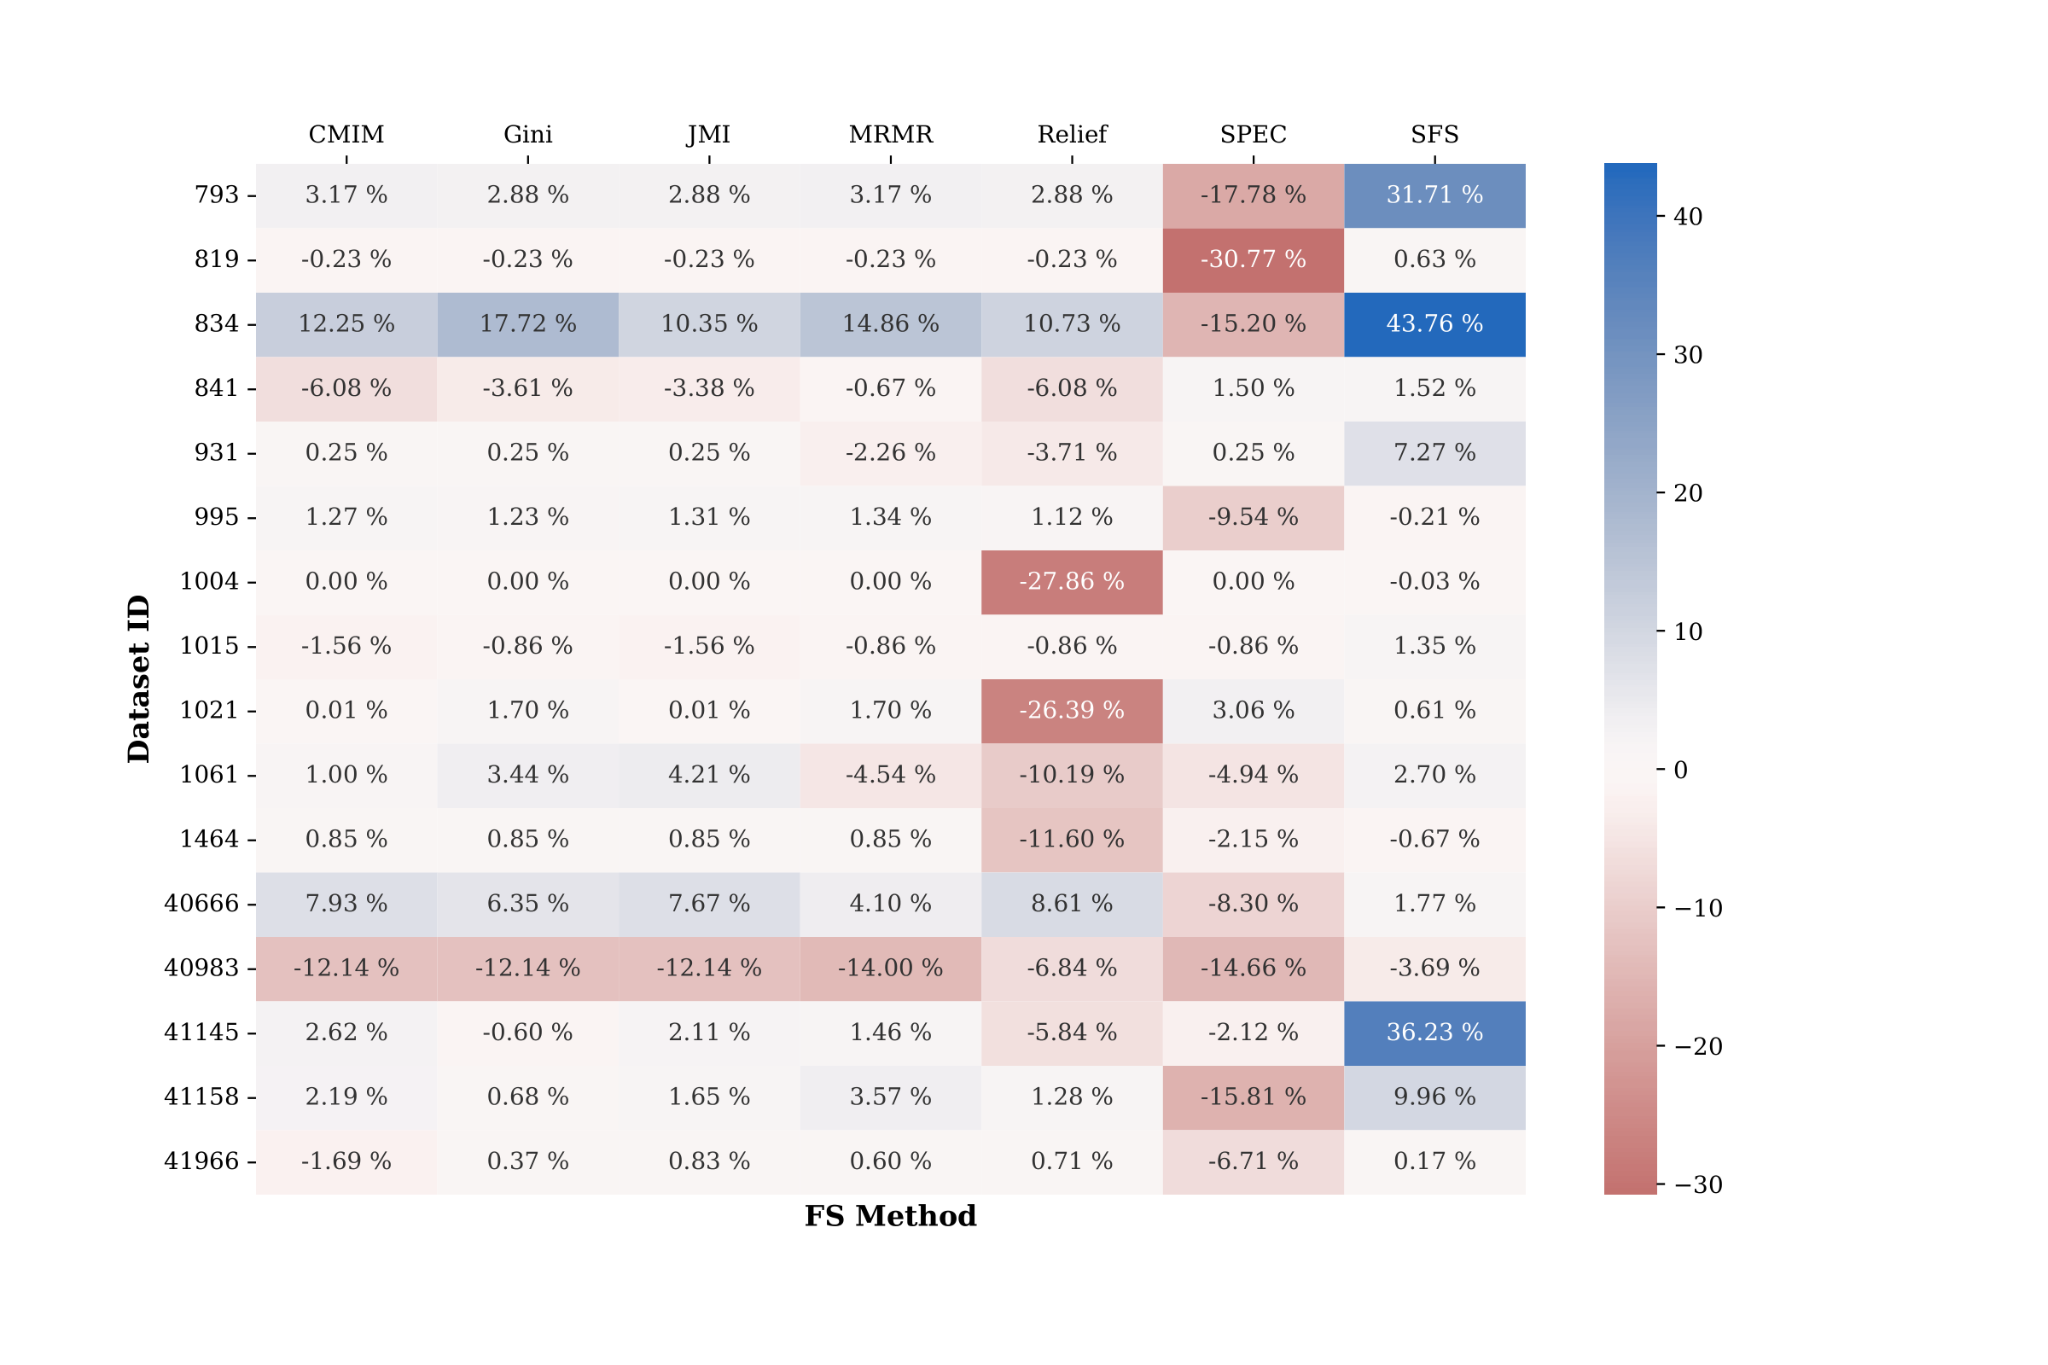 CMIM Gini JMI MRMR Relief SPEC SFS
793 3.17 % 2.88 % 2.88 % 3.17 % 2.88 % -17.78 % 31.71 %
819 -0.23 % -0.23 % -0.23 % -0.23 % -0.23 % -30.77 % 0.63 %
834 12.25 % 17.72 % 10.35 % 14.86 % 10.73 % -15.20 % 43.76 %
841 -6.08 % -3.61 % -3.38 % -0.67 % -6.08 % 1.50 % 1.52 %
931 0.25 % 0.25 % 0.25 % -2.26 % -3.71 % 0.25 % 7.27 %
995 1.27 % 1.23 % 1.31 % 1.34 % 1.12 % -9.54 % -0.21 %
1004 0.00 % 0.00 % 0.00 % 0.00 % -27.86 % 0.00 % -0.03 %
1015 -1.56 % -0.86 % -1.56 % -0.86 % -0.86 % -0.86 % 1.35 %
1021 0.01 % 1.70 % 0.01 % 1.70 % -26.39 % 3.06 % 0.61 %
1061 1.00 % 3.44 % 4.21 % -4.54 % -10.19 % -4.94 % 2.70 %
1464 0.85 % 0.85 % 0.85 % 0.85 % -11.60 % -2.15 % -0.67 %
40666 7.93 % 6.35 % 7.67 % 4.10 % 8.61 % -8.30 % 1.77 %
40983 -12.14 % -12.14 % -12.14 % -14.00 % -6.84 % -14.66 % -3.69 %
41145 2.62 % -0.60 % 2.11 % 1.46 % -5.84 % -2.12 % 36.23 %
41158 2.19 % 0.68 % 1.65 % 3.57 % 1.28 % -15.81 % 9.96 %
41966 -1.69 % 0.37 % 0.83 % 0.60 % 0.71 % -6.71 % 0.17 %
Dataset ID
FS Method
40
30
20
10
0
−10
−20
−30